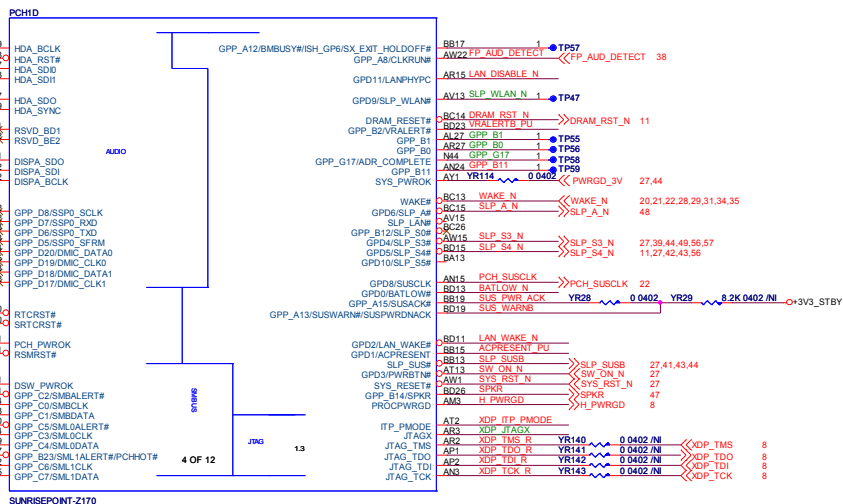 PCH1D
HDA_BCLK
HDA_RST#
HDA_SDI0
HDA_SDI1
HDA_SDO
HDA_SYNC
RSVD_BD1
RSVD_BE2
DISPA_SDO
DISPA_SDI
DISPA_BCLK
GPP_D8/SSP0_SCLK
GPP_D7/SSP0_RXD
GPP_D6/SSP0_TXD
GPP_D5/SSP0_SFRM
GPP_D20/DMIC_DATA0
GPP_D19/DMIC_CLK0
GPP_D18/DMIC_DATA1
GPP_D17/DMIC_CLK1
RTCRST#
SRTCRST#
PCH_PWROK
RSMRST#
DSW_PWROK
GPP_C2/SMBALERT#
GPP_C0/SMBCLK
GPP_C1/SMBDATA
GPP_C5/SML0ALERT#
GPP_C3/SML0CLK
GPP_C4/SML0DATA
GPP_B23/SML1ALERT#/PCHHOT#
GPP_C6/SML1CLK
GPP_C7/SML1DATA
AUDIO
SMBUS
JTAG
1.3
4 OF 12
GPP_A12/BMBUSY#/ISH_GP6/SX_EXIT_HOLDOFF# BB17 1 TP57
GPP_A8/CLKRUN# AW22 FP_AUD_DETECT FP_AUD_DETECT 38
GPD11/LANPHYPC AR15 LAN_DISABLE_N
GPD9/SLP_WLAN# AV13 SLP_WLAN_N 1 TP47
DRAM_RESET# BC14 DRAM_RST_N DRAM_RST_N 11
GPP_B2/VRALERT# BD23 VRALERTB_PU
GPP_B1 AL27 GPP_B1 1 TP55
GPP_B0 AR27 GPP_B0 1 TP56
GPP_G17/ADR_COMPLETE N44 GPP_G17 1 TP58
GPP_B11 AN24 GPP_B11 1 TP59
SYS_PWROK AY1 YR114 0 0402 PWRGD_3V 27,44
WAKE# BC13 WAKE_N WAKE_N 20,21,22,28,29,31,34,35
GPD6/SLP_A# BC15 SLP_A_N SLP_A_N 48
SLP_LAN# AV15
GPP_B12/SLP_S0# BC26
GPD4/SLP_S3# AW15 SLP_S3_N SLP_S3_N 27,39,44,49,56,57
GPD5/SLP_S4# BD15 SLP_S4_N SLP_S4_N 11,27,42,43,56
GPD10/SLP_S5# BA13
GPD8/SUSCLK AN15 PCH_SUSCLK PCH_SUSCLK 22
GPD0/BATLOW# BD13 BATLOW_N
GPP_A15/SUSACK# BB19 SUS_PWR_ACK YR28 0 0402 YR29 8.2K 0402 /NI +3V3_STBY
GPP_A13/SUSWARN#/SUSPWRDNACK BD19 SUS_WARNB
GPD2/LAN_WAKE# BD11 LAN_WAKE_N
GPD1/ACPRESENT BB15 ACPRESENT_PU
SLP_SUS# BB13 SLP_SUSB SLP_SUSB 27,41,43,44
GPD3/PWRBTN# AT13 SW_ON_N SW_ON_N 27
SYS_RESET# AW1 SYS_RST_N SYS_RST_N 27
GPP_B14/SPKR BD26 SPKR SPKR 47
PROCPWRGD AM3 H_PWRGD H_PWRGD 8
ITP_PMODE AT2 XDP_ITP_PMODE
JTAGX AR3 XDP_JTAGX
JTAG_TMS AR2 XDP_TMS_R YR140 0 0402 /NI XDP_TMS 8
JTAG_TDO AP1 XDP_TDO_R YR141 0 0402 /NI XDP_TDO 8
JTAG_TDI AP2 XDP_TDI_R YR142 0 0402 /NI XDP_TDI 8
JTAG_TCK AN3 XDP_TCK_R YR143 0 0402 /NI XDP_TCK 8
SUNRISEPOINT-Z170